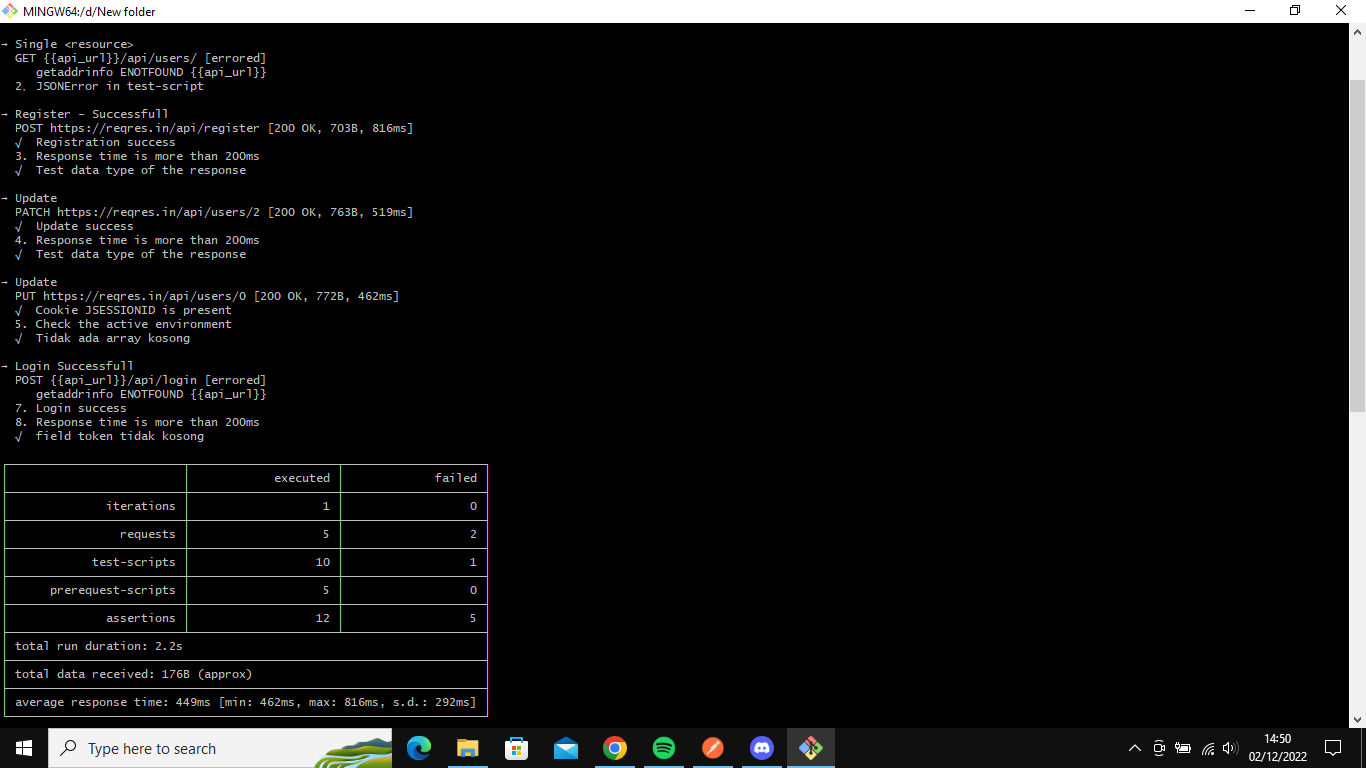 MINGW64:/d/New folder
→ Single <resource>
GET {{api_url}}/api/users/ [errored]
getaddrinfo ENOTFOUND {{api_url}}
2. JSONError in test-script
→ Register - Successfull
POST https://reqres.in/api/register [200 OK, 703B, 816ms]
√ Registration success
3. Response time is more than 200ms
√ Test data type of the response
→ Update
PATCH https://reqres.in/api/users/2 [200 OK, 763B, 519ms]
√ Update success
4. Response time is more than 200ms
√ Test data type of the response
→ Update
PUT https://reqres.in/api/users/0 [200 OK, 772B, 462ms]
√ Cookie JSESSIONID is present
5. Check the active environment
√ Tidak ada array kosong
→ Login Successfull
POST {{api_url}}/api/login [errored]
getaddrinfo ENOTFOUND {{api_url}}
7. Login success
8. Response time is more than 200ms
√ field token tidak kosong
executed failed
iterations 1 0
requests 5 2
test-scripts 10 1
prerequest-scripts 5 0
assertions 12 5
total run duration: 2.2s
total data received: 176B (approx)
average response time: 449ms [min: 462ms, max: 816ms, s.d.: 292ms]
Type here to search
14:50
02/12/2022